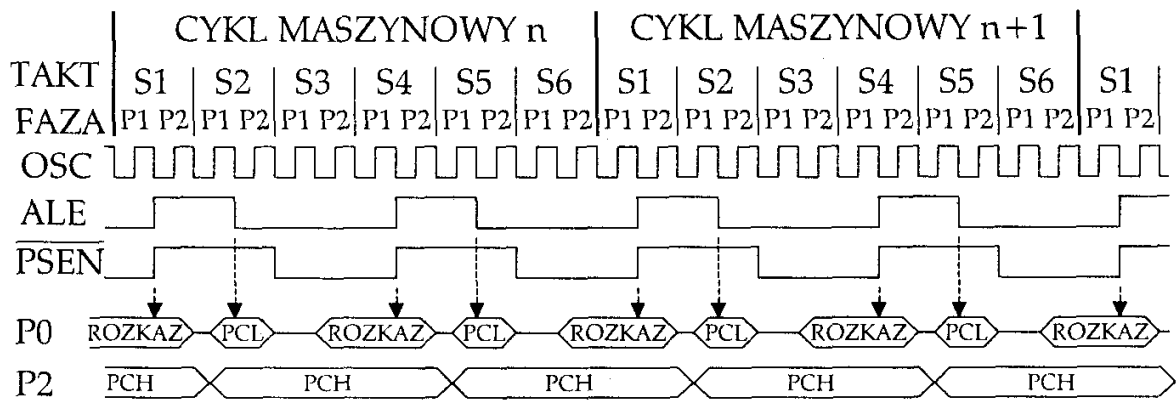 CYKL MASZYNOWY n CYKL MASZYNOWY n+1
TAKT S1 S2 S3 S4 S5 S6 S1 S2 S3 S4 S5 S6 S1
FAZA P1 P2 P1 P2 P1 P2 P1 P2 P1 P2 P1 P2 P1 P2 P1 P2 P1 P2 P1 P2 P1 P2 P1 P2 P1 P2
OSC
ALE
PSEN
P0 ROZKAZ PCL ROZKAZ PCL ROZKAZ PCL ROZKAZ PCL ROZKAZ
P2 PCH PCH PCH PCH PCH